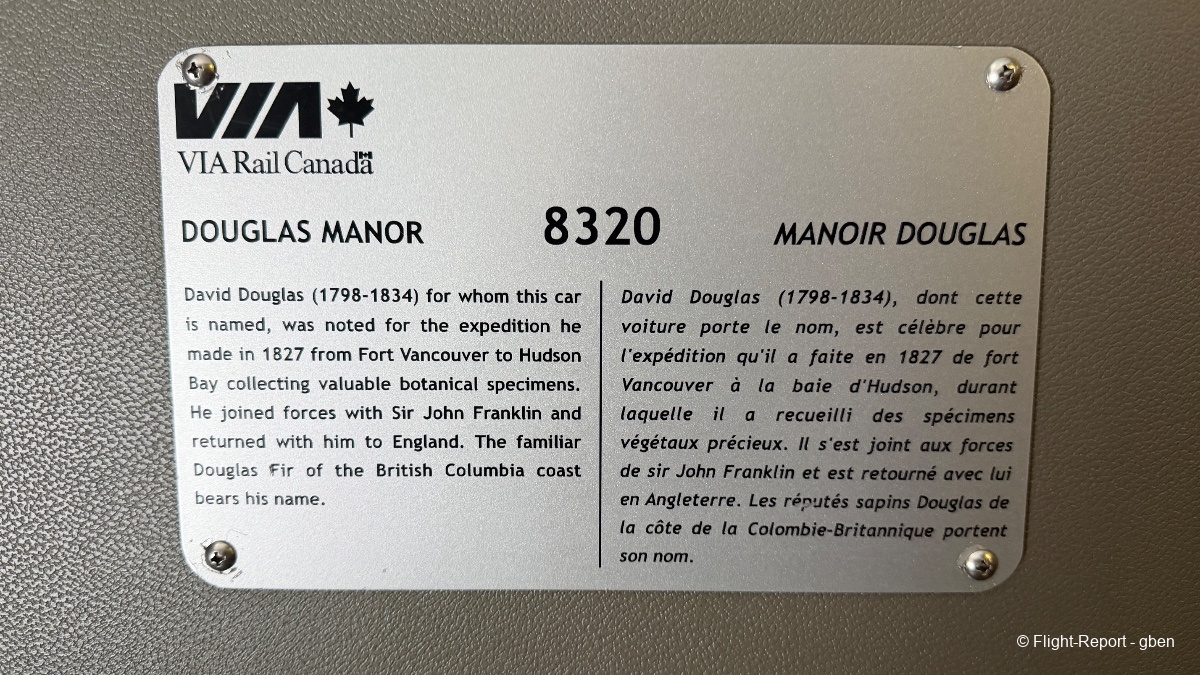 VIA
VIA Rail Canada
DOUGLAS MANOR 8320 MANOIR DOUGLAS
David Douglas (1798-1834) for whom this car
is named, was noted for the expedition he
made in 1827 from Fort Vancouver to Hudson
Bay collecting valuable botanical specimens.
He joined forces with Sir John Franklin and
returned with him to England. The familiar
Douglas Fir of the British Columbia coast
bears his name.
David Douglas (1798-1834), dont cette
voiture porte le nom, est célèbre pour
l'expédition qu'il a faite en 1827 de fort
Vancouver à la baie d'Hudson, durant
laquelle il a recueilli des spécimens
végétaux précieux. Il s'est joint aux forces
de sir John Franklin et est retourné avec lui
en Angleterre. Les réputés sapins Douglas de
la côte de la Colombie-Britannique portent
son nom.
© Flight-Report - gben